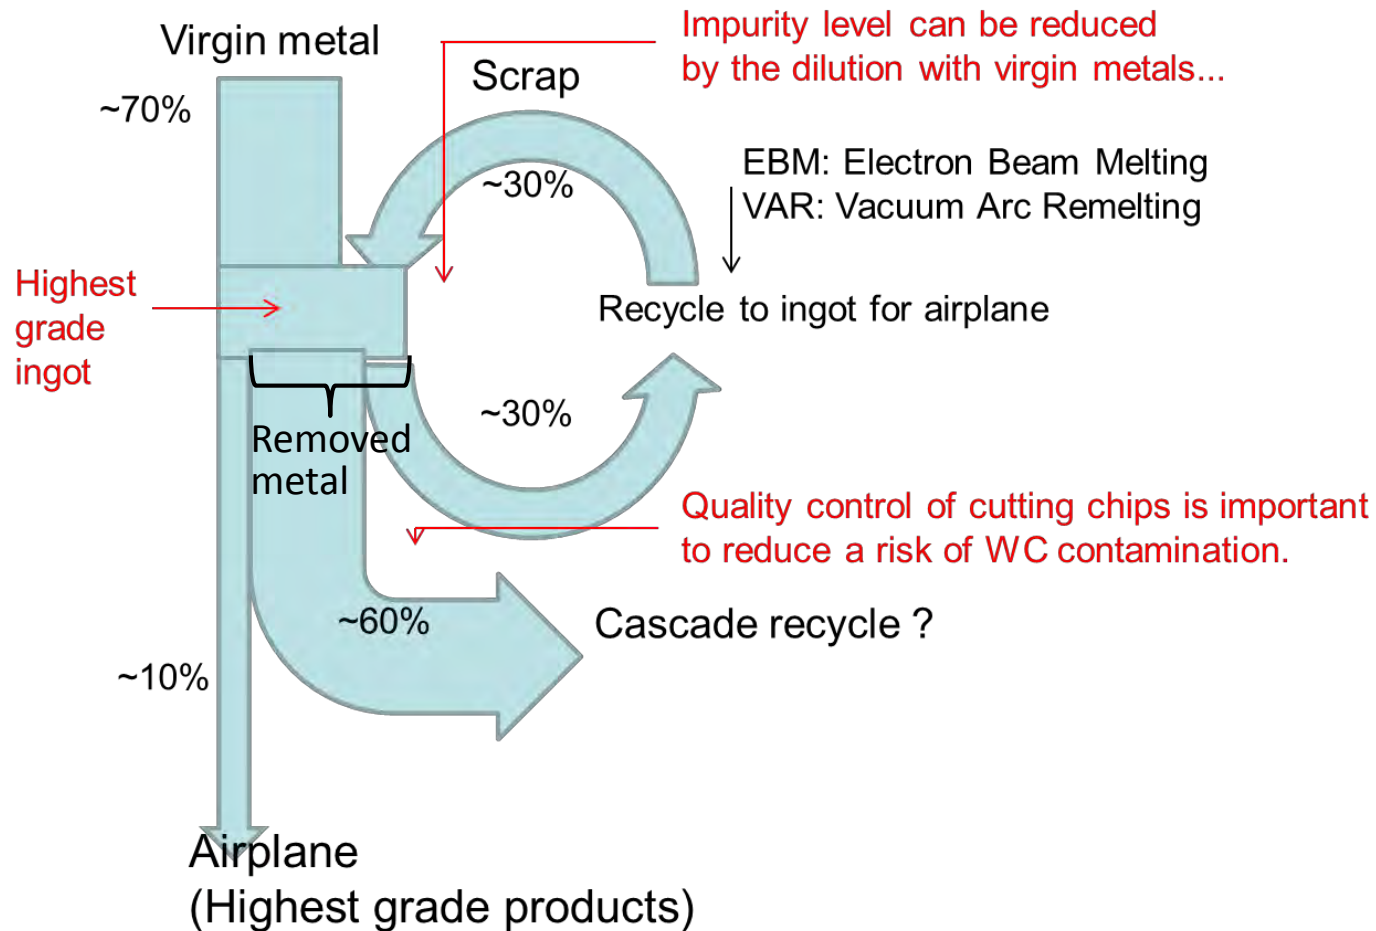 Virgin metal
~70%
Scrap
~30%
Impurity level can be reduced
by the dilution with virgin metals...
EBM: Electron Beam Melting
VAR: Vacuum Arc Remelting
Highest
grade
ingot
Recycle to ingot for airplane
Removed
metal
~30%
Quality control of cutting chips is important
to reduce a risk of WC contamination.
~60%
Cascade recycle ?
~10%
Airplane
(Highest grade products)